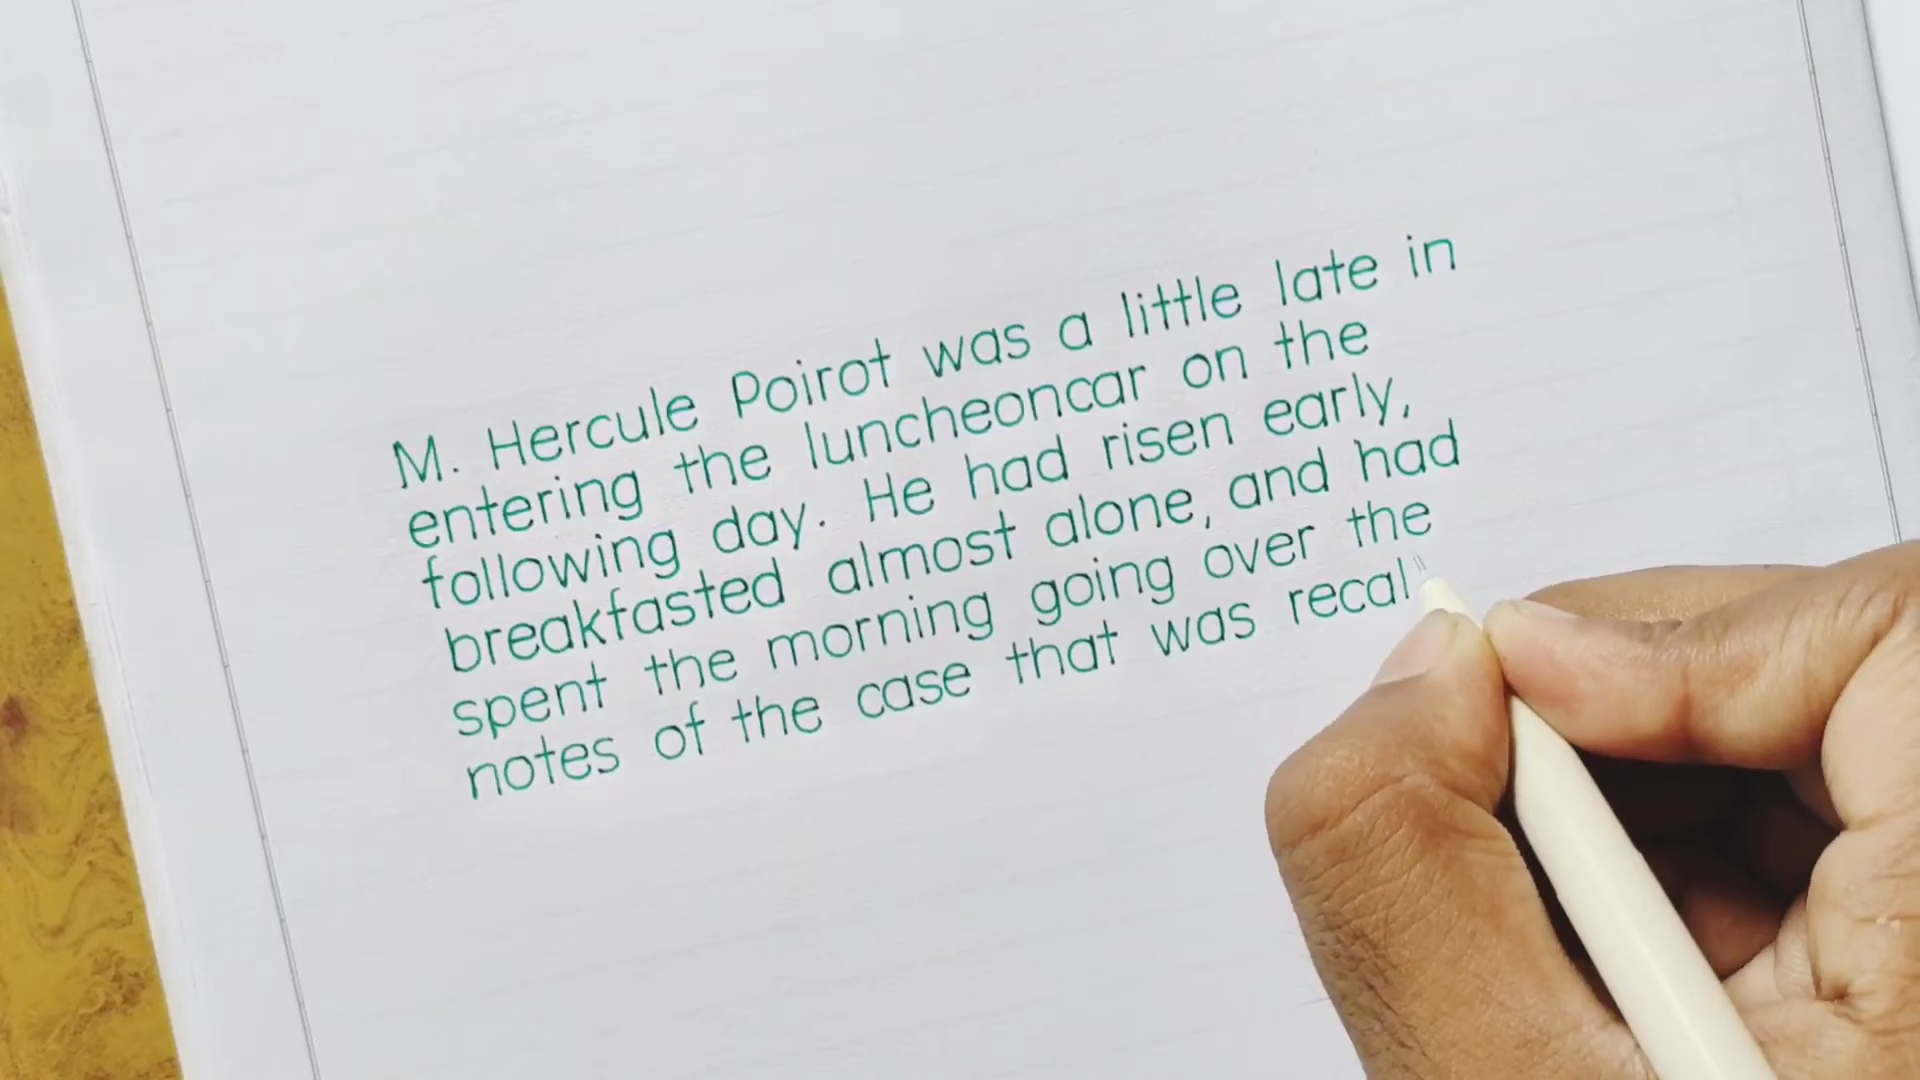 M. Hercule Poirot was a little late in
entering the luncheoncar on the
following day. He had risen early,
breakfasted almost alone, and had
spent the morning going over the
notes of the case that was recal